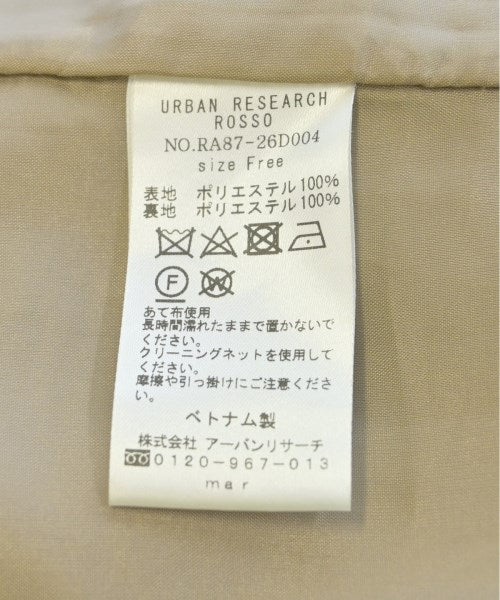 URBAN RESEARCH
ROSSO
NO.RA87-26D004
size Free
表地 ポリエステル100%
裏地 ポリエステル100%
F W
あて布使用
長時間濡れたままで置かないで
ください。
クリーニングネットを使用して
ください。
摩擦や引っ掛けにご注意くださ
い。
ベトナム製
株式会社 アーバンリサーチ
0120-967-013
mar